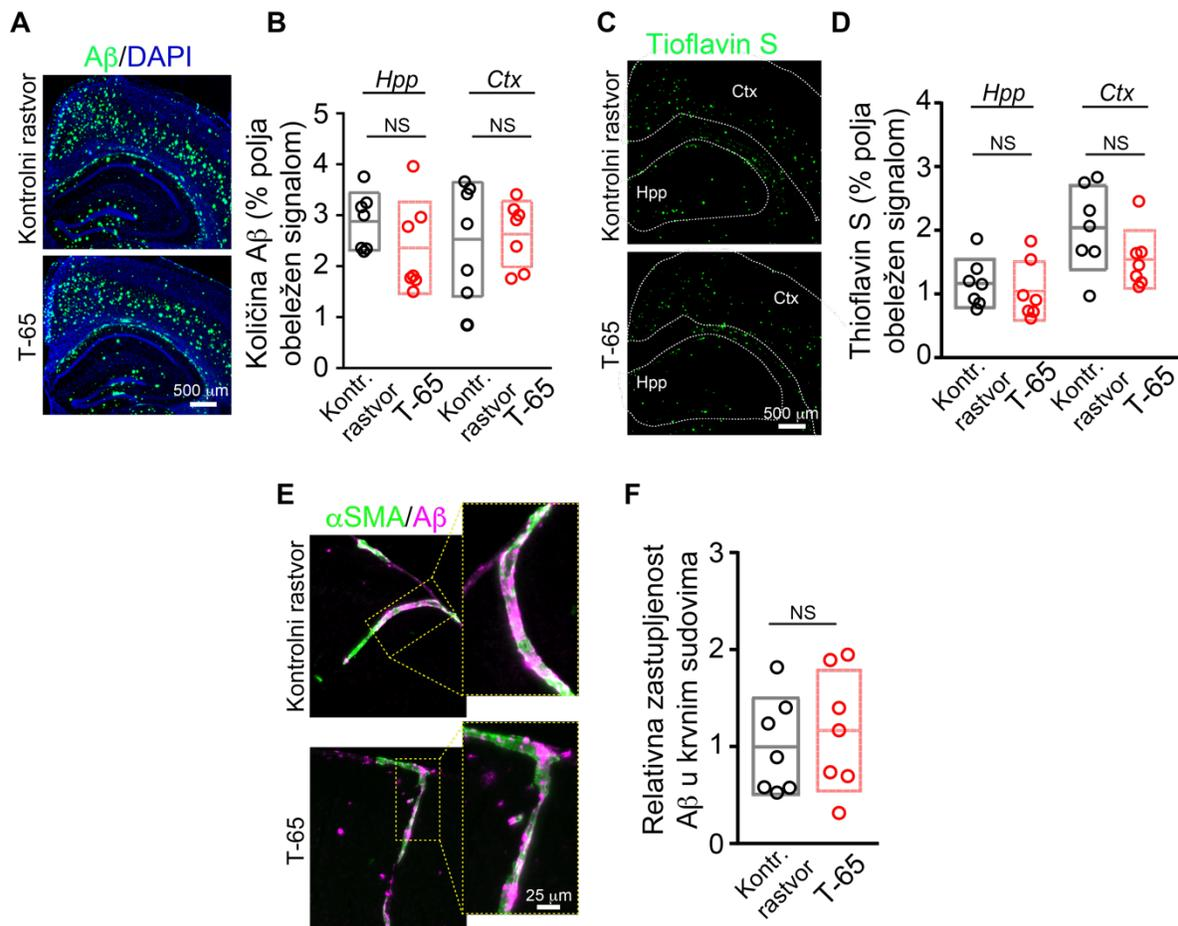 A
Aβ/DAPI
Kontrolni rastvor
T-65
500 μm
B
Količina Aβ (% polja
obeležen signalom)
Hpp
Ctx
NS
NS
5
4
3
2
1
0
Kontr.
rastvor
T-65
Kontr.
rastvor
T-65
C
Tioflavin S
Kontrolni rastvor
Ctx
Hpp
T-65
Ctx
Hpp
500 μm
D
Thioflavin S (% polja
obeležen signalom)
Hpp
Ctx
NS
NS
4
3
2
1
0
Kontr.
rastvor
T-65
Kontr.
rastvor
T-65
E
αSMA/Aβ
Kontrolni rastvor
T-65
25 μm
F
Relativna zastupljenost
Aβ u krvnim sudovima
NS
3
2
1
0
Kontr.
rastvor
T-65